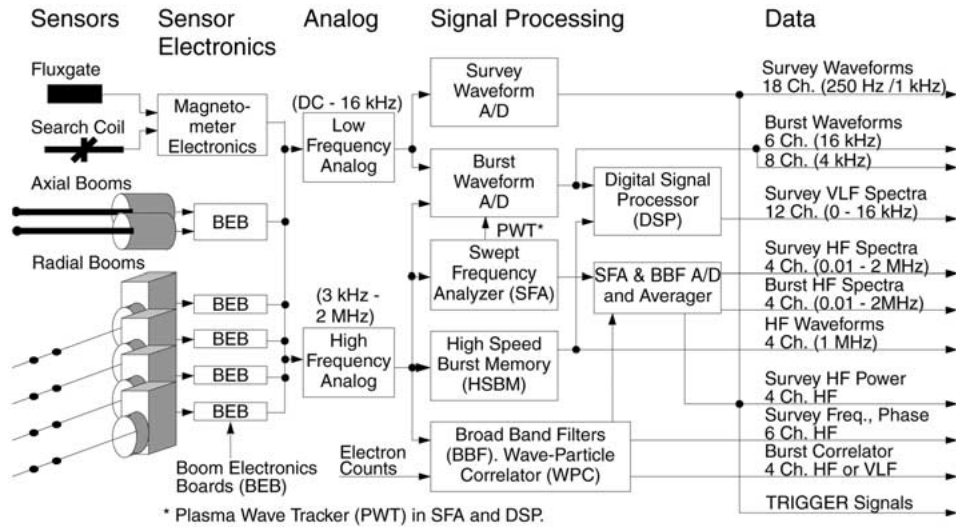 Sensors
Sensor
Electronics
Analog
Signal Processing
Data
Fluxgate
Search Coil
Magneto-
meter
Electronics
Axial Booms
BEB
Radial Booms
BEB
BEB
BEB
BEB
Boom Electronics
Boards (BEB)
(DC - 16 kHz)
Low
Frequency
Analog
(3 kHz -
2 MHz)
High
Frequency
Analog
Electron
Counts
Survey
Waveform
A/D
Burst
Waveform
A/D
PWT*
Swept
Frequency
Analyzer (SFA)
High Speed
Burst Memory
(HSBM)
Broad Band Filters
(BBF). Wave-Particle
Correlator (WPC)
Digital Signal
Processor
(DSP)
SFA & BBF A/D
and Averager
Survey Waveforms
18 Ch. (250 Hz /1 kHz)
Burst Waveforms
6 Ch. (16 kHz)
8 Ch. (4 kHz)
Survey VLF Spectra
12 Ch. (0 - 16 kHz)
Survey HF Spectra
4 Ch. (0.01 - 2 MHz)
Burst HF Spectra
4 Ch. (0.01 - 2MHz)
HF Waveforms
4 Ch. (1 MHz)
Survey HF Power
4 Ch. HF
Survey Freq., Phase
6 Ch. HF
Burst Correlator
4 Ch. HF or VLF
TRIGGER Signals
* Plasma Wave Tracker (PWT) in SFA and DSP.